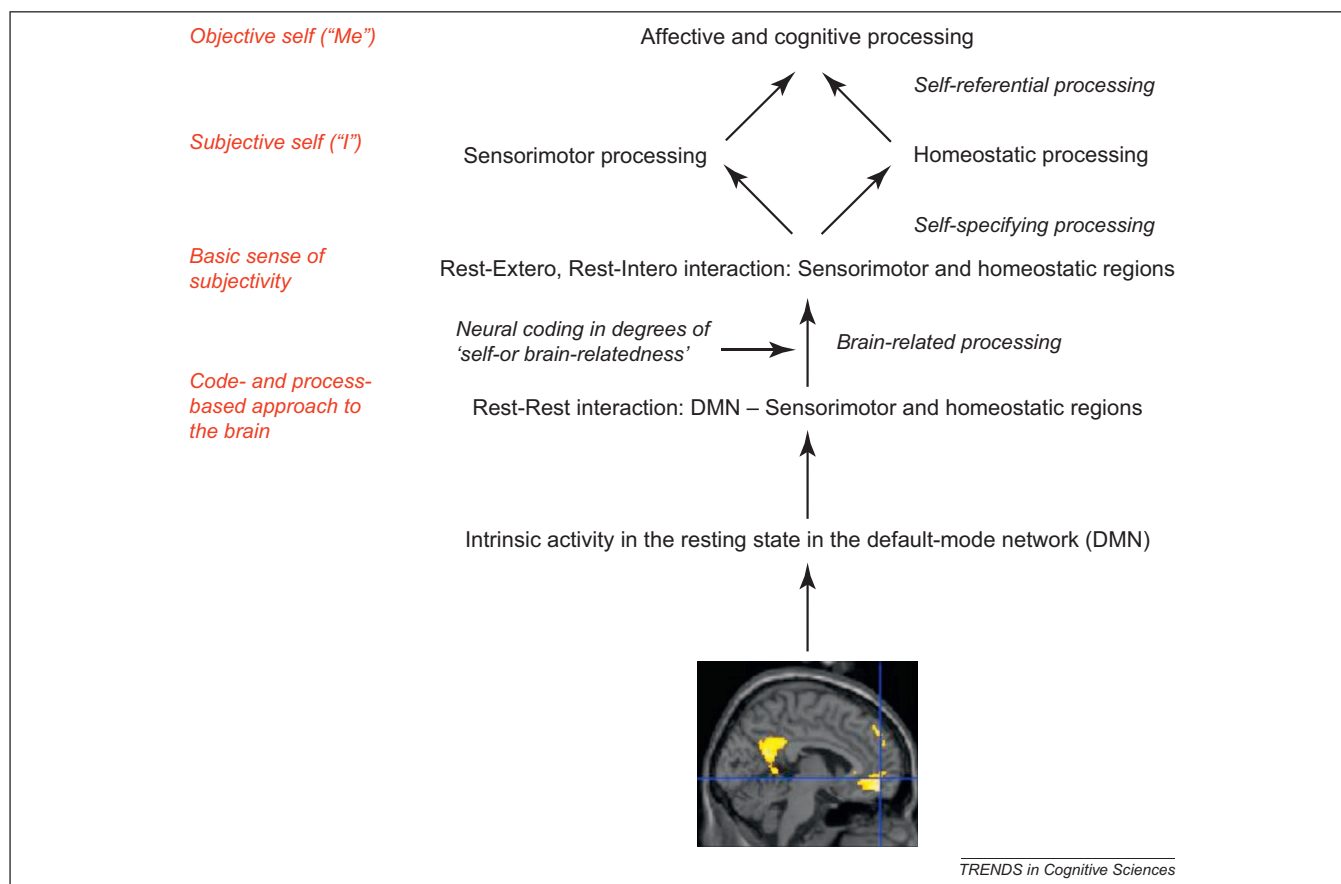 Objective self (“Me”)
Affective and cognitive processing
Self-referential processing
Subjective self (“I”)
Sensorimotor processing
Homeostatic processing
Self-specifying processing
Basic sense of
subjectivity
Rest-Extero, Rest-Intero interaction: Sensorimotor and homeostatic regions
Neural coding in degrees of
‘self-or brain-relatedness’
Brain-related processing
Code- and process-
based approach to
the brain
Rest-Rest interaction: DMN – Sensorimotor and homeostatic regions
Intrinsic activity in the resting state in the default-mode network (DMN)
TRENDS in Cognitive Sciences